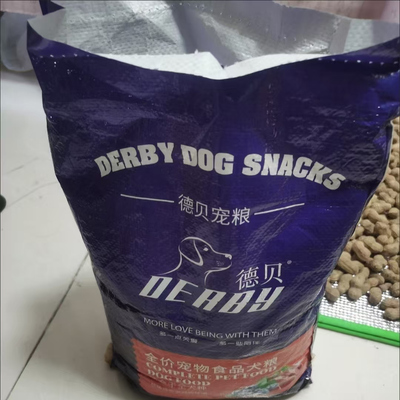 DERBY DOG SNACKS
德贝宠粮
德贝®
DERBY
MORE LOVE BEING WITH THEM
全价宠物食品犬粮
COMPLETE PET FOOD
DOG FOOD